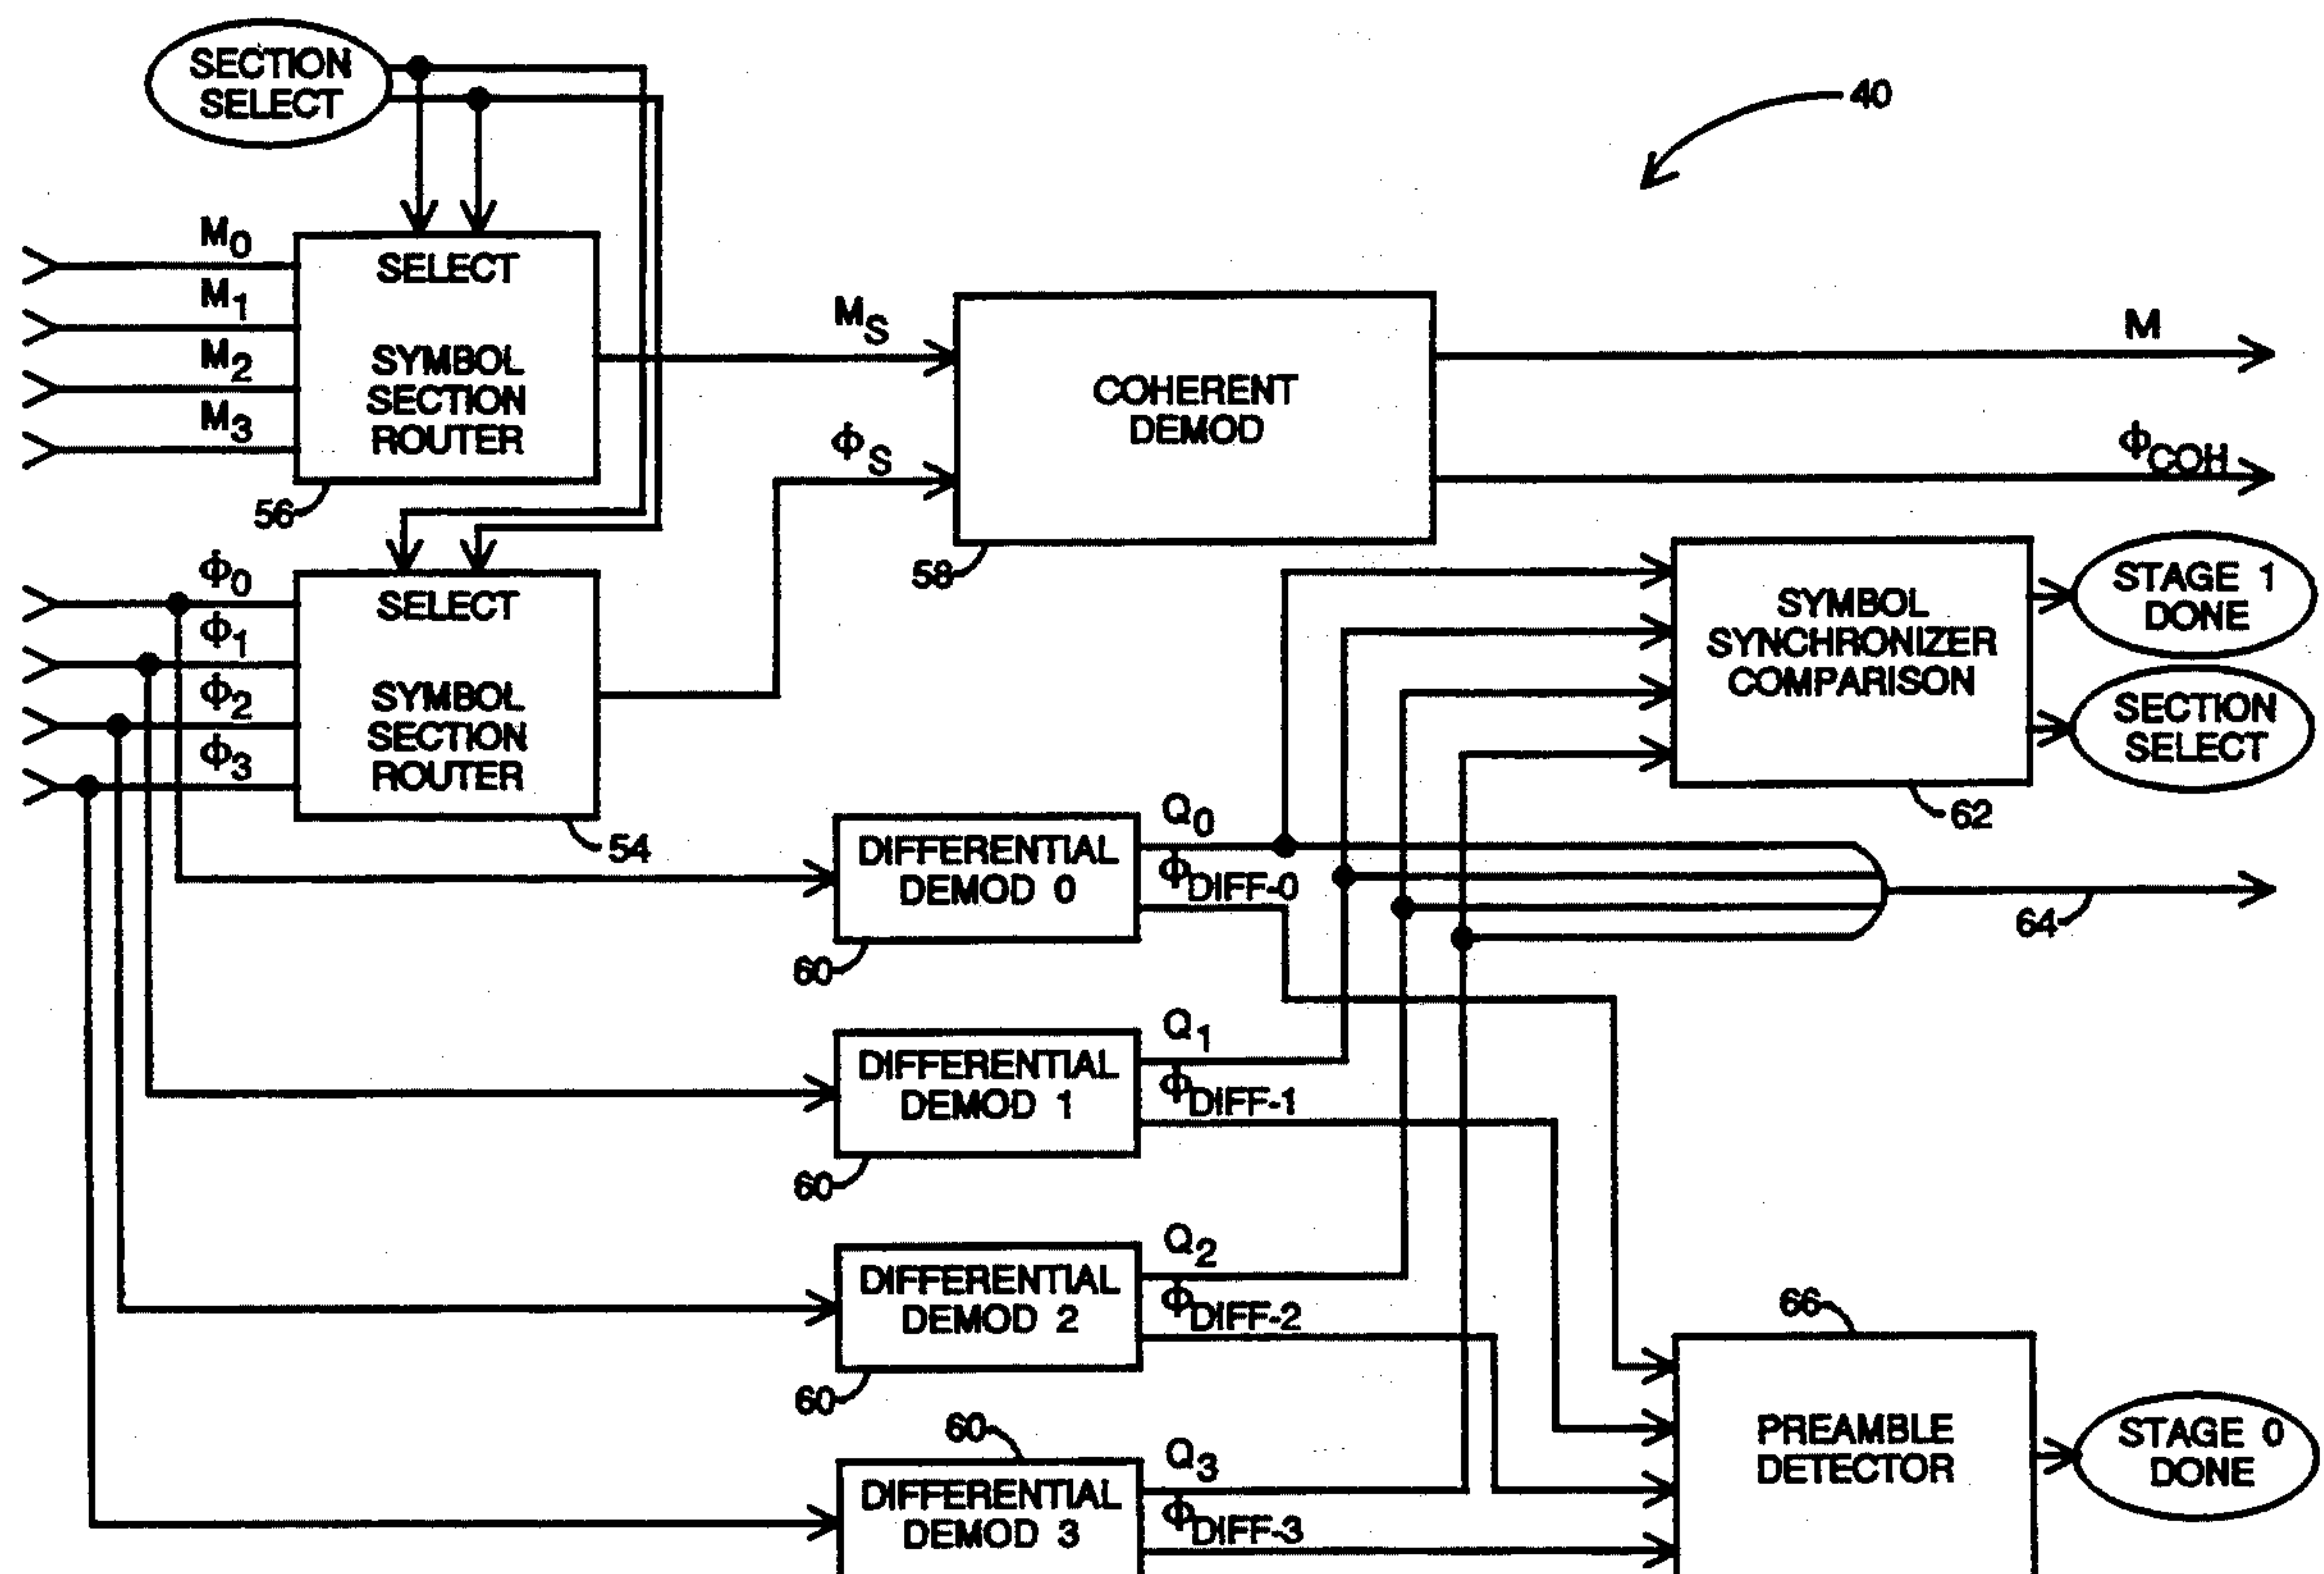 SECTION
SELECT
40
M0
M1
M2
M3
SELECT
SYMBOL
SECTION
ROUTER
56
MS
ΦS
COHERENT
DEMOD
58
M
ΦCOH
Φ0
Φ1
Φ2
Φ3
SELECT
SYMBOL
SECTION
ROUTER
54
SYMBOL
SYNCHRONIZER
COMPARISON
62
STAGE 1
DONE
SECTION
SELECT
DIFFERENTIAL
DEMOD 0
60
Q0
ΦDIFF-0
64
DIFFERENTIAL
DEMOD 1
60
Q1
ΦDIFF-1
DIFFERENTIAL
DEMOD 2
60
Q2
ΦDIFF-2
60
DIFFERENTIAL
DEMOD 3
Q3
ΦDIFF-3
66
PREAMBLE
DETECTOR
STAGE 0
DONE